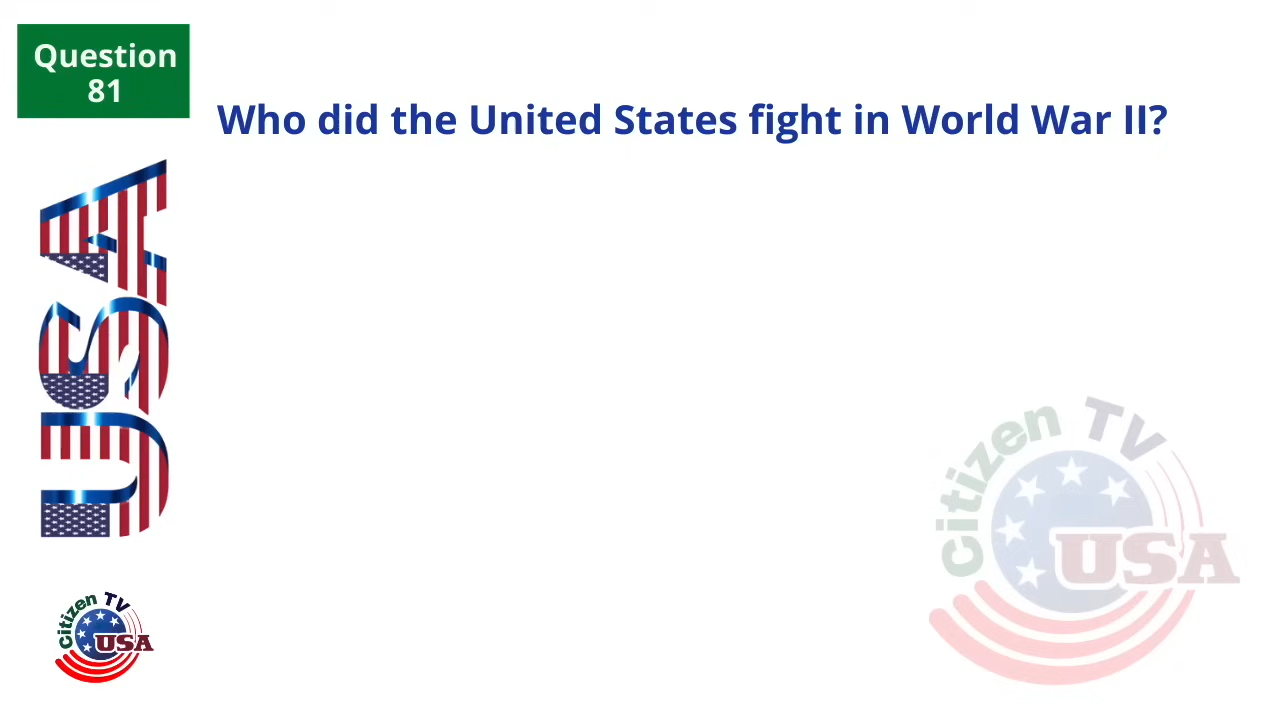 Question
81
Who did the United States fight in World War II?
USA
Citizen TV
USA
Citizen TV
USA